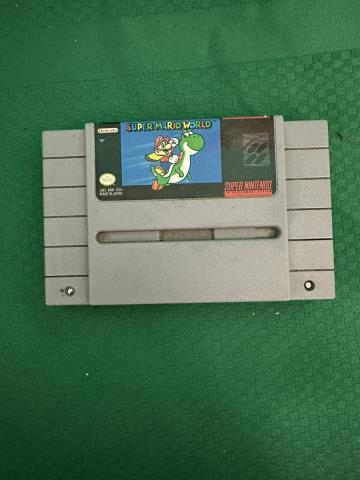 Nintendo
SUPER MARIO WORLD
SNS-MW-USA
MADE IN JAPAN
SUPER NINTENDO